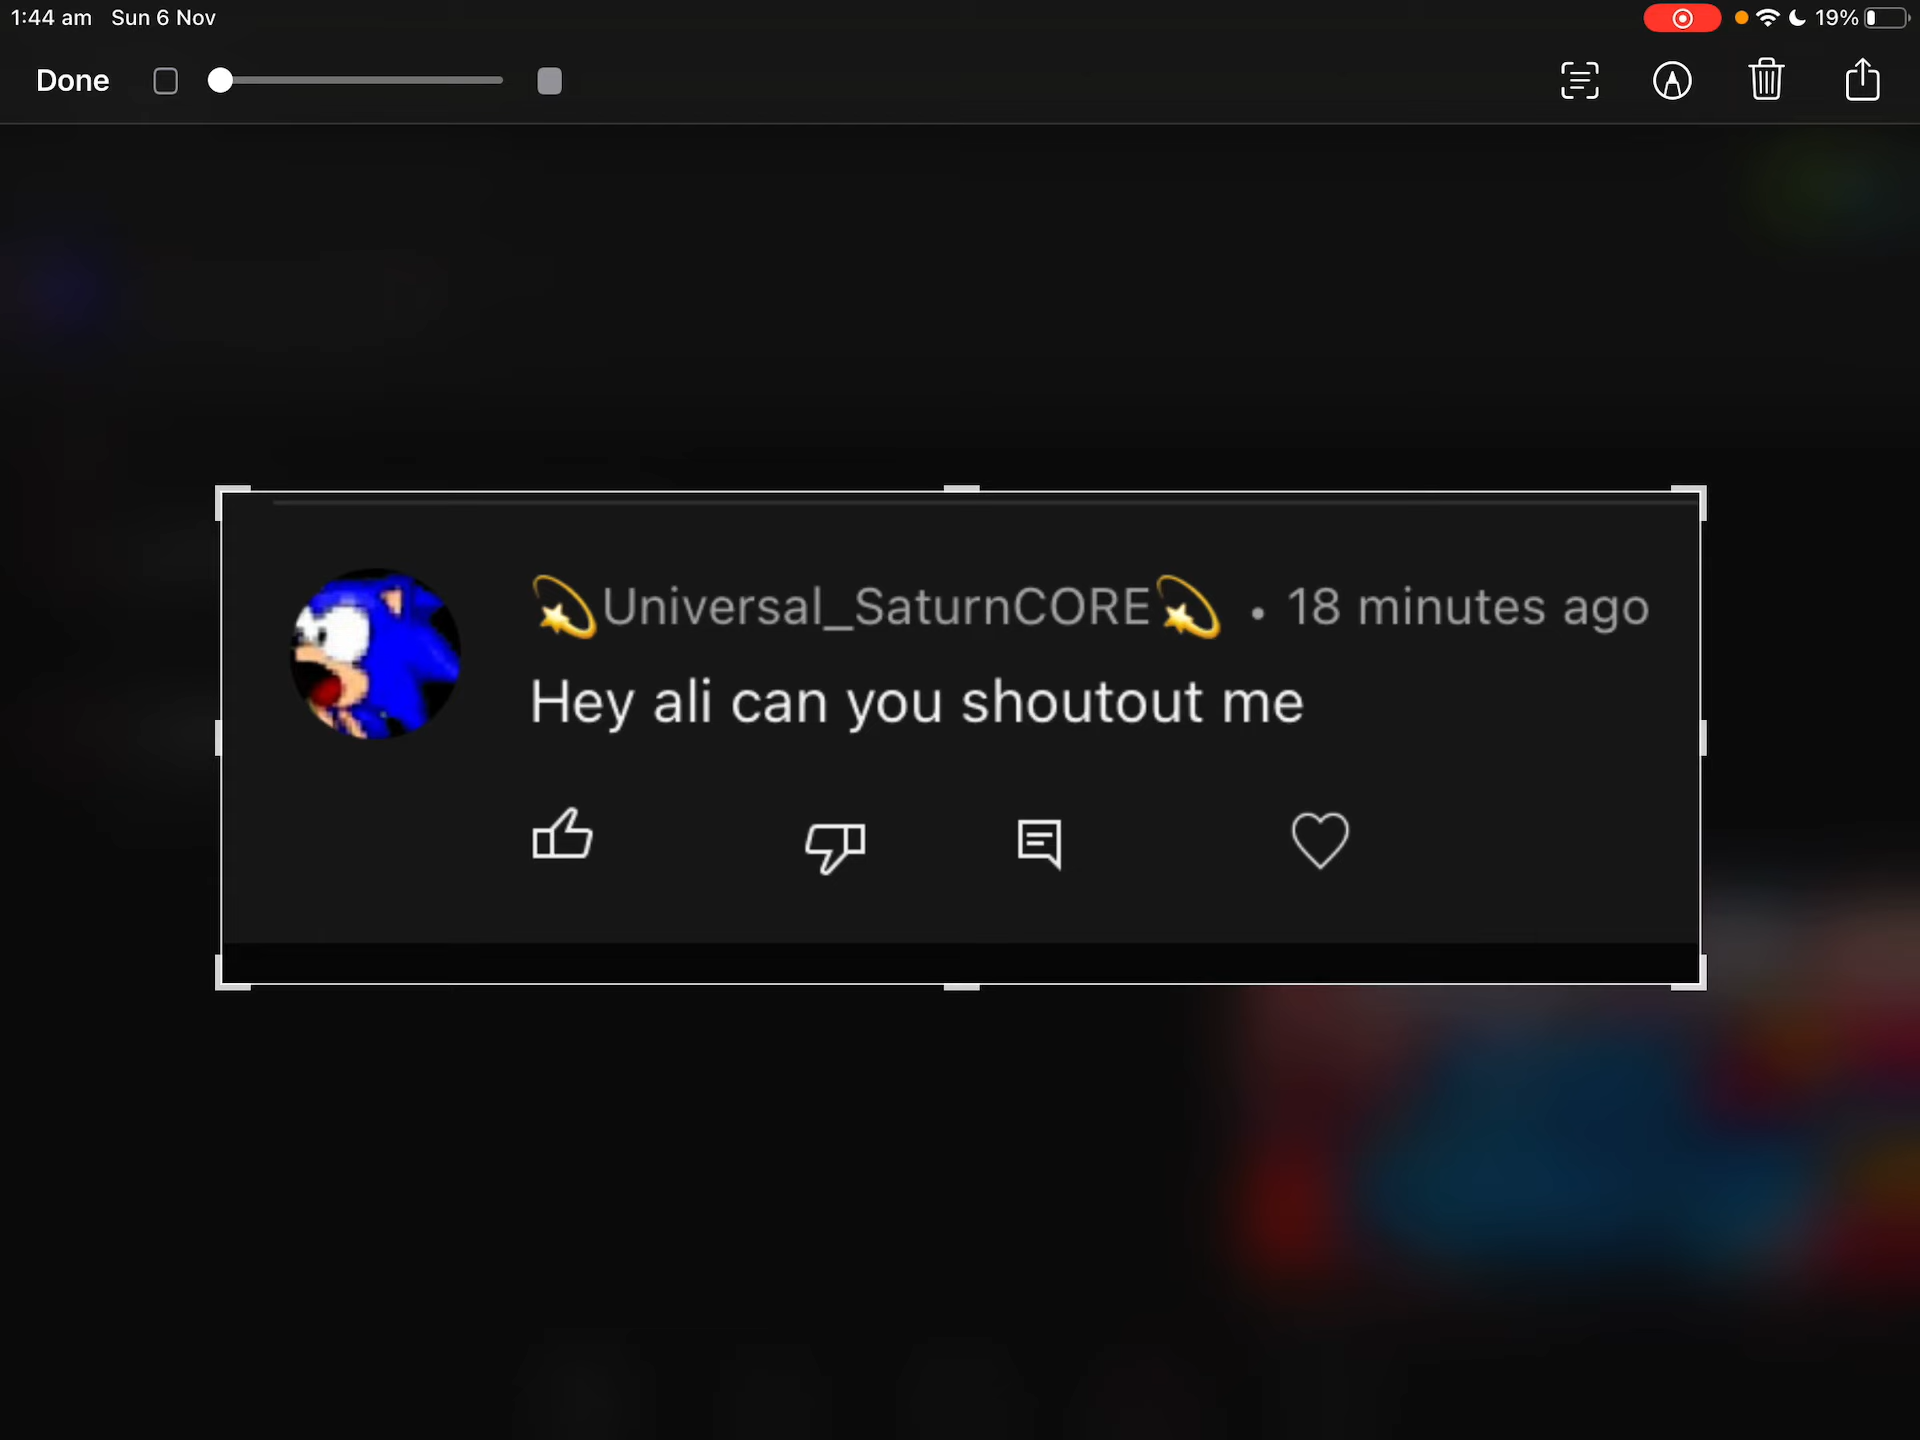 1:44 am Sun 6 Nov
19%
Done
💫Universal_SaturnCORE💫 • 18 minutes ago
Hey ali can you shoutout me